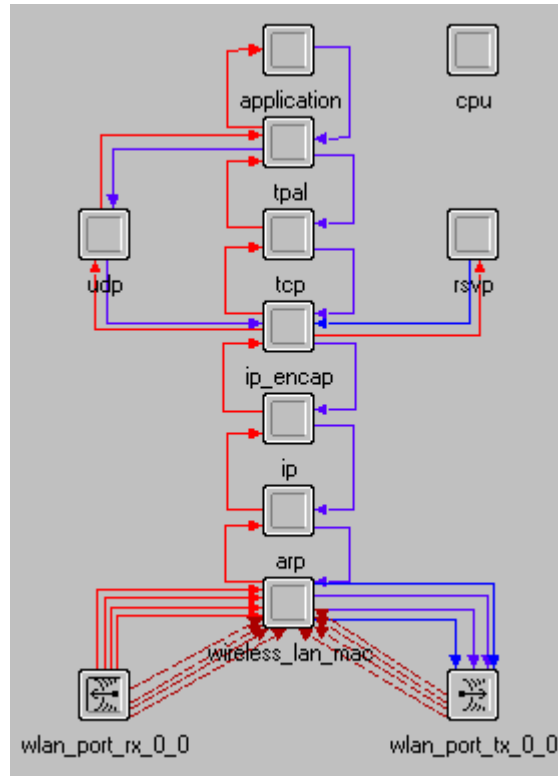 application
cpu
tpal
udp
tcp
rsvp
ip_encap
ip
arp
wireless_lan_mac
wlan_port_rx_0_0
wlan_port_tx_0_0